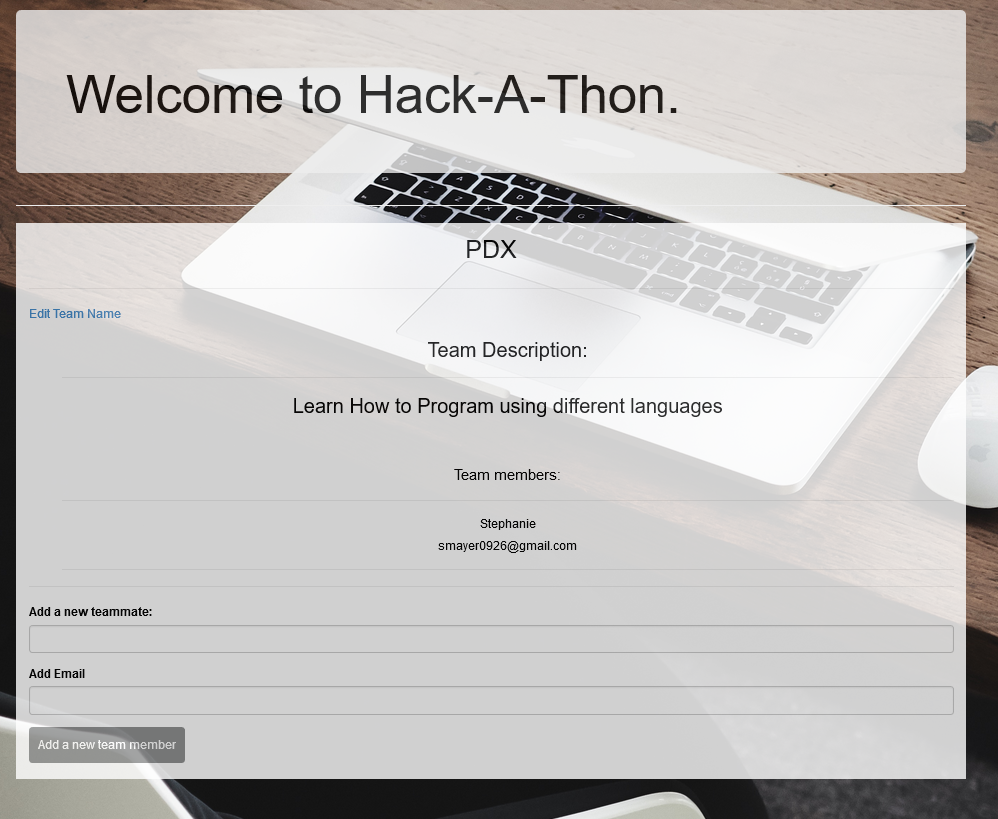 Welcome to Hack-A-Thon.
PDX
Edit Team Name
Team Description:
Learn How to Program using different languages
Team members:
Stephanie
smayer0926@gmail.com
Add a new teammate:
Add Email
Add a new team member